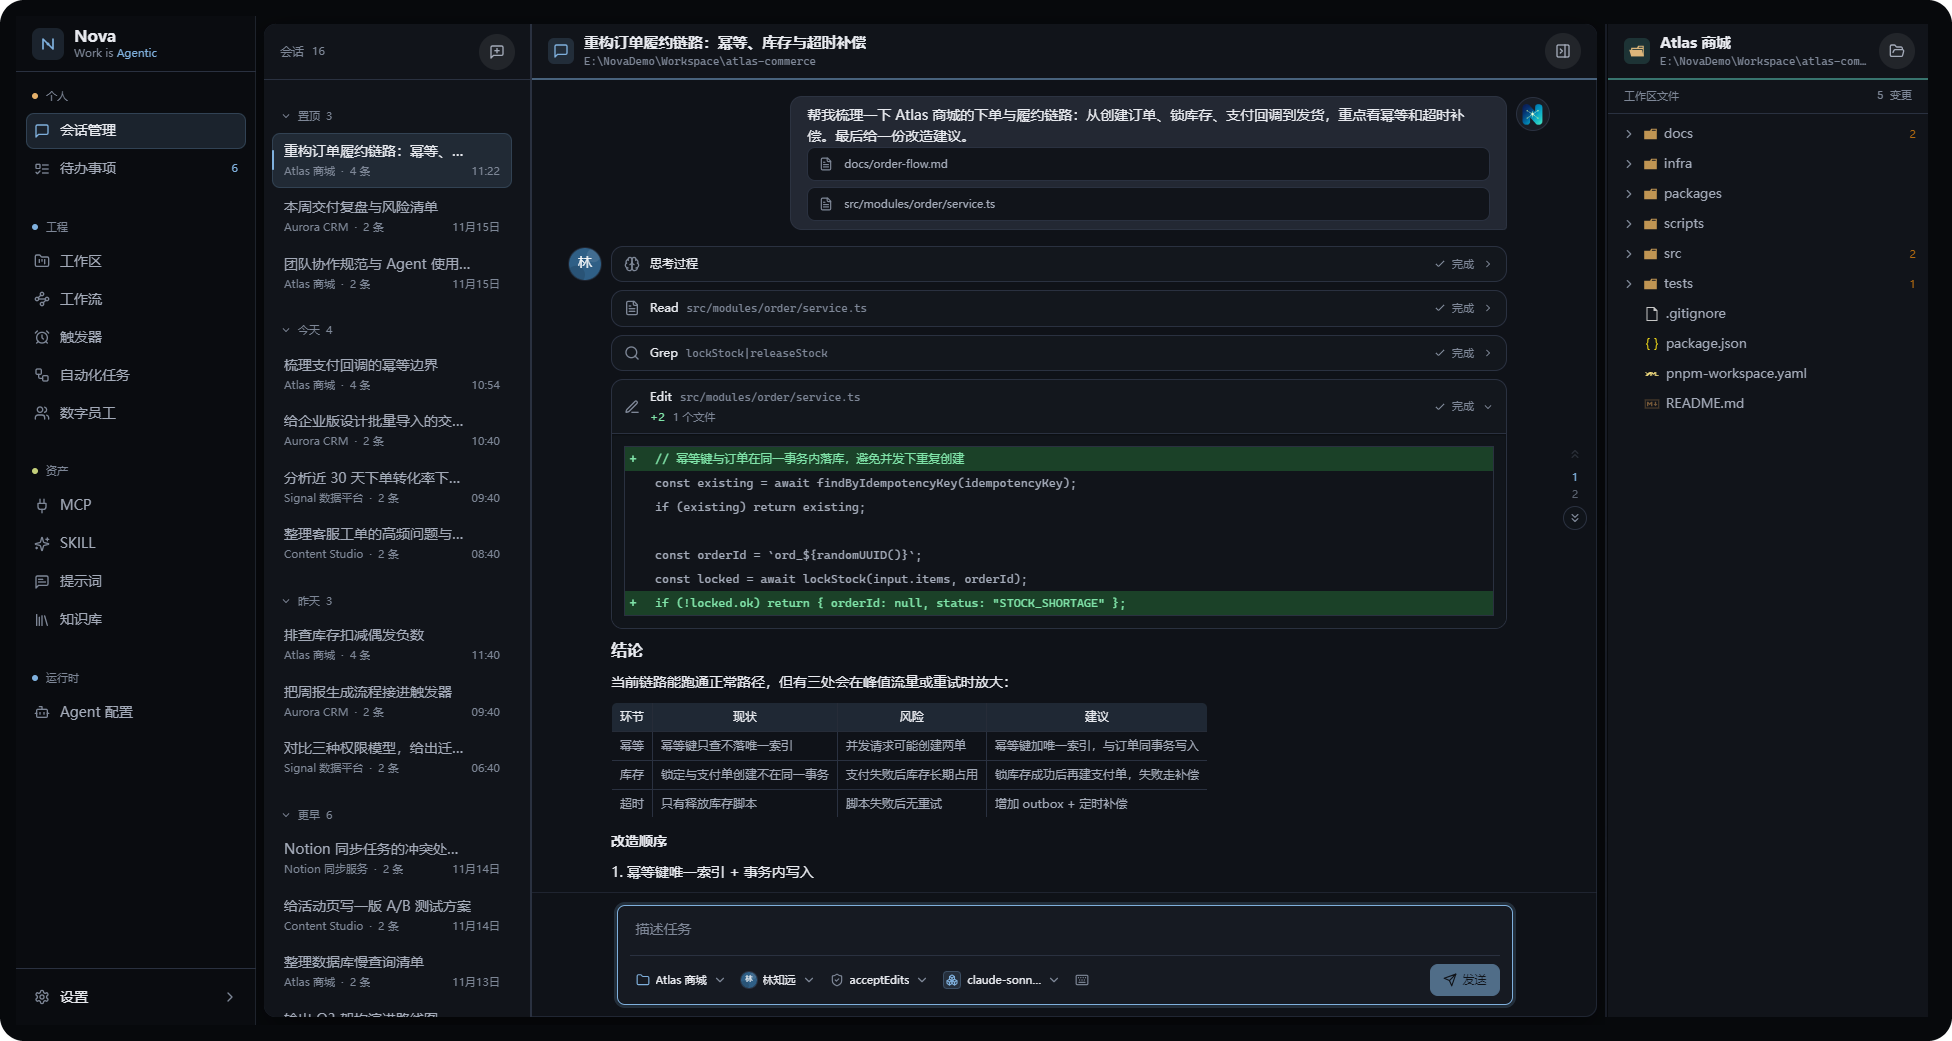 Nova
Work is Agentic
个人
会话管理
待办事项 6
工程
工作区
工作流
触发器
自动化任务
数字员工
资产
MCP
SKILL
提示词
知识库
运行时
Agent 配置
设置
会话 16
置顶 3
重构订单履约链路：幂等、...
Atlas 商城 · 4 条 11:22
本周交付复盘与风险清单
Aurora CRM · 2 条 11月15日
团队协作规范与 Agent 使用...
Atlas 商城 · 2 条 11月15日
今天 4
梳理支付回调的幂等边界
Atlas 商城 · 4 条 10:54
给企业版设计批量导入的交...
Aurora CRM · 2 条 10:40
分析近 30 天下单转化率下...
Signal 数据平台 · 2 条 09:40
整理客服工单的高频问题与...
Content Studio · 2 条 08:40
昨天 3
排查库存扣减偶发负数
Atlas 商城 · 4 条 11:40
把周报生成流程接进触发器
Aurora CRM · 2 条 09:40
对比三种权限模型，给出迁...
Signal 数据平台 · 2 条 06:40
更早 6
Notion 同步任务的冲突处...
Notion 同步服务 · 2 条 11月14日
给活动页写一版 A/B 测试方案
Content Studio · 2 条 11月14日
整理数据库慢查询清单
Atlas 商城 · 2 条 11月13日
重构订单履约链路：幂等、库存与超时补偿
E:\NovaDemo\Workspace\atlas-commerce
帮我梳理一下 Atlas 商城的下单与履约链路：从创建订单、锁库存、支付回调到发货，重点看幂等和超时补
偿。最后给一份改造建议。
docs/order-flow.md
src/modules/order/service.ts
林
思考过程 完成
Read src/modules/order/service.ts 完成
Grep lockStock|releaseStock 完成
Edit src/modules/order/service.ts
+2 1 个文件 完成
+ // 幂等键与订单在同一事务内落库，避免并发下重复创建
const existing = await findByIdempotencyKey(idempotencyKey);
if (existing) return existing;
const orderId = `ord_${randomUUID()}`;
const locked = await lockStock(input.items, orderId);
+ if (!locked.ok) return { orderId: null, status: "STOCK_SHORTAGE" };
1
2
结论
当前链路能跑通正常路径，但有三处会在峰值流量或重试时放大：
环节 现状 风险 建议
幂等 幂等键只查不落唯一索引 并发请求可能创建两单 幂等键加唯一索引，与订单同事务写入
库存 锁定与支付单创建不在同一事务 支付失败后库存长期占用 锁库存成功后再建支付单，失败走补偿
超时 只有释放库存脚本 脚本失败后无重试 增加 outbox + 定时补偿
改造顺序
1. 幂等键唯一索引 + 事务内写入
描述任务
Atlas 商城 林 林知远 acceptEdits claude-sonn... 发送
Atlas 商城
E:\NovaDemo\Workspace\atlas-com...
工作区文件 5 变更
docs 2
infra
packages
scripts
src 2
tests 1
.gitignore
{ } package.json
pnpm-workspace.yaml
README.md